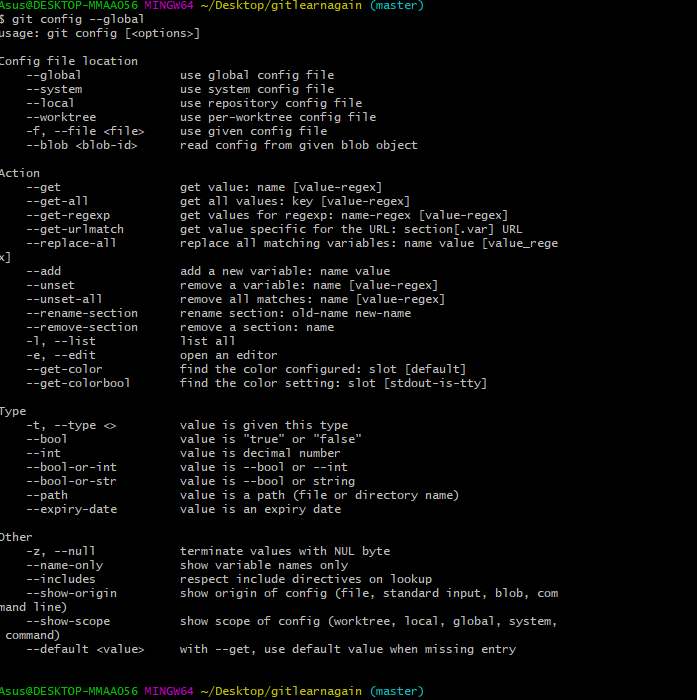 Asus@DESKTOP-MMAAO56 MINGW64 ~/Desktop/gitlearnagain (master)
$ git config --global
usage: git config [<options>]

Config file location
    --global              use global config file
    --system              use system config file
    --local               use repository config file
    --worktree            use per-worktree config file
    -f, --file <file>     use given config file
    --blob <blob-id>      read config from given blob object

Action
    --get                 get value: name [value-regex]
    --get-all             get all values: key [value-regex]
    --get-regexp          get values for regexp: name-regex [value-regex]
    --get-urlmatch        get value specific for the URL: section[.var] URL
    --replace-all         replace all matching variables: name value [value_rege
x]
    --add                 add a new variable: name value
    --unset               remove a variable: name [value-regex]
    --unset-all           remove all matches: name [value-regex]
    --rename-section      rename section: old-name new-name
    --remove-section      remove a section: name
    -l, --list            list all
    -e, --edit            open an editor
    --get-color           find the color configured: slot [default]
    --get-colorbool       find the color setting: slot [stdout-is-tty]

Type
    -t, --type <>         value is given this type
    --bool                value is "true" or "false"
    --int                 value is decimal number
    --bool-or-int         value is --bool or --int
    --bool-or-str         value is --bool or string
    --path                value is a path (file or directory name)
    --expiry-date         value is an expiry date

Other
    -z, --null            terminate values with NUL byte
    --name-only           show variable names only
    --includes            respect include directives on lookup
    --show-origin         show origin of config (file, standard input, blob, com
mand line)
    --show-scope          show scope of config (worktree, local, global, system,
 command)
    --default <value>     with --get, use default value when missing entry

Asus@DESKTOP-MMAAO56 MINGW64 ~/Desktop/gitlearnagain (master)